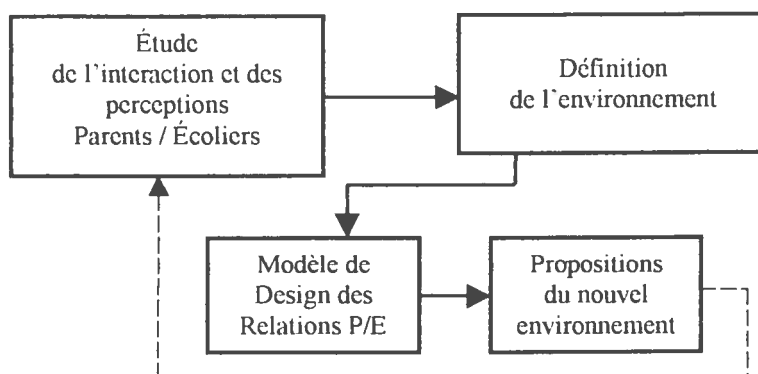 Étude
de l'interaction et des
perceptions
Parents / Écoliers
Définition
de l'environnement
Modèle de
Design des
Relations P/E
Propositions
du nouvel
environnement